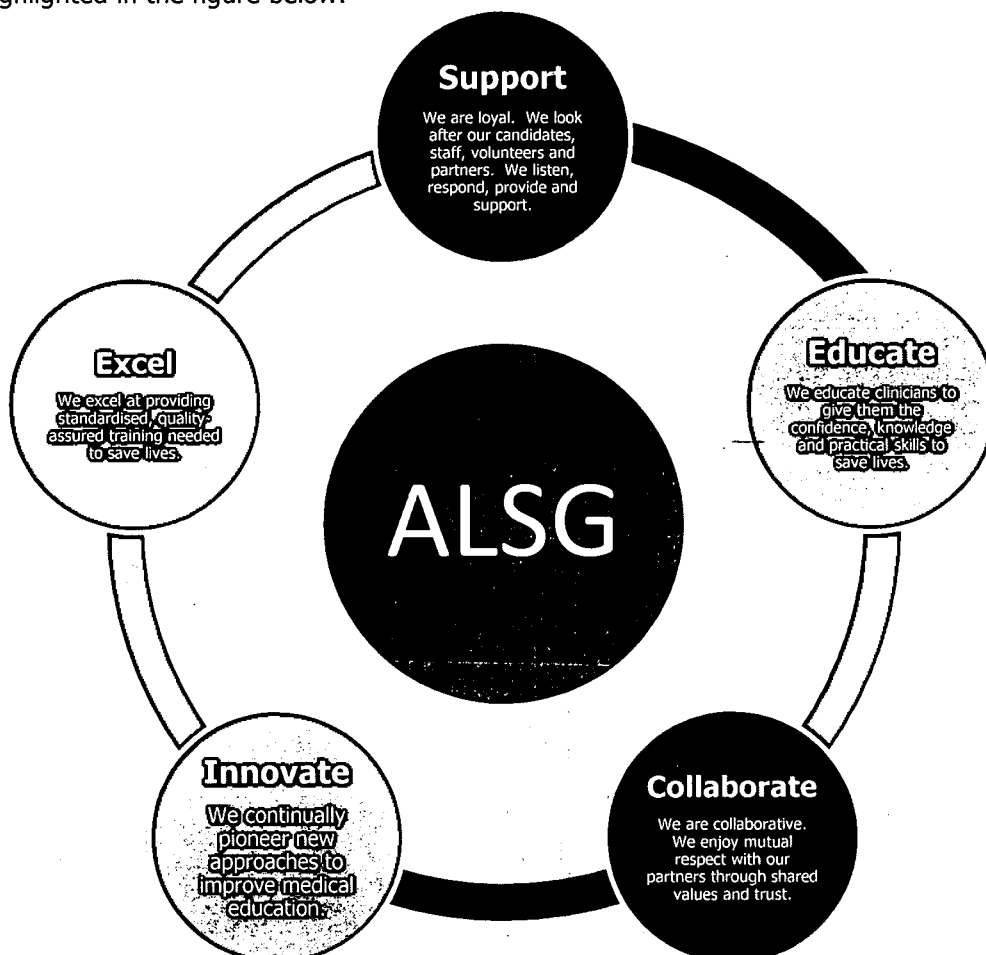 highlighted in the figure below.
Support
We are loyal. We look
after our candidates,
staff, volunteers and
partners. We listen,
respond, provide and
support.
Educate
We educate clinicians to
give them the
confidence, knowledge
and practical skills to
save lives.
Collaborate
We are collaborative.
We enjoy mutual
respect with our
partners through shared
values and trust.
Innovate
We continually
pioneer new
approaches to
improve medical
education.
Excel
We excel at providing
standardised, quality-
assured training needed
to save lives.
ALSG